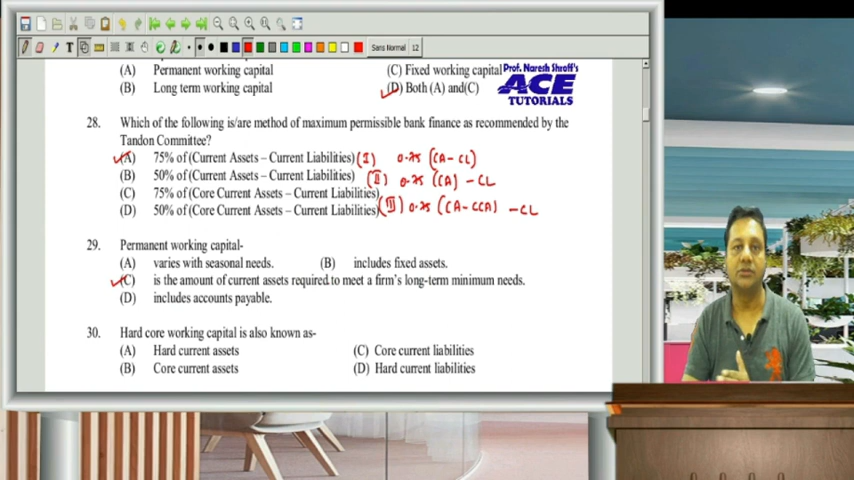 Sans Normal 12
(A) Permanent working capital (C) Fixed working capital
(B) Long term working capital (D) Both (A) and(C)
Prof. Naresh Shroff's
ACE
TUTORIALS
28. Which of the following is/are method of maximum permissible bank finance as recommended by the
Tandon Committee?
(A) 75% of (Current Assets – Current Liabilities) (I) 0.75 (CA - CL)
(B) 50% of (Current Assets – Current Liabilities) (II) 0.75 (CA) - CL
(C) 75% of (Core Current Assets – Current Liabilities)
(D) 50% of (Core Current Assets – Current Liabilities) (III) 0.75 (CA - CCA) - CL
29. Permanent working capital-
(A) varies with seasonal needs. (B) includes fixed assets.
(C) is the amount of current assets required to meet a firm's long-term minimum needs.
(D) includes accounts payable.
30. Hard core working capital is also known as-
(A) Hard current assets (C) Core current liabilities
(B) Core current assets (D) Hard current liabilities